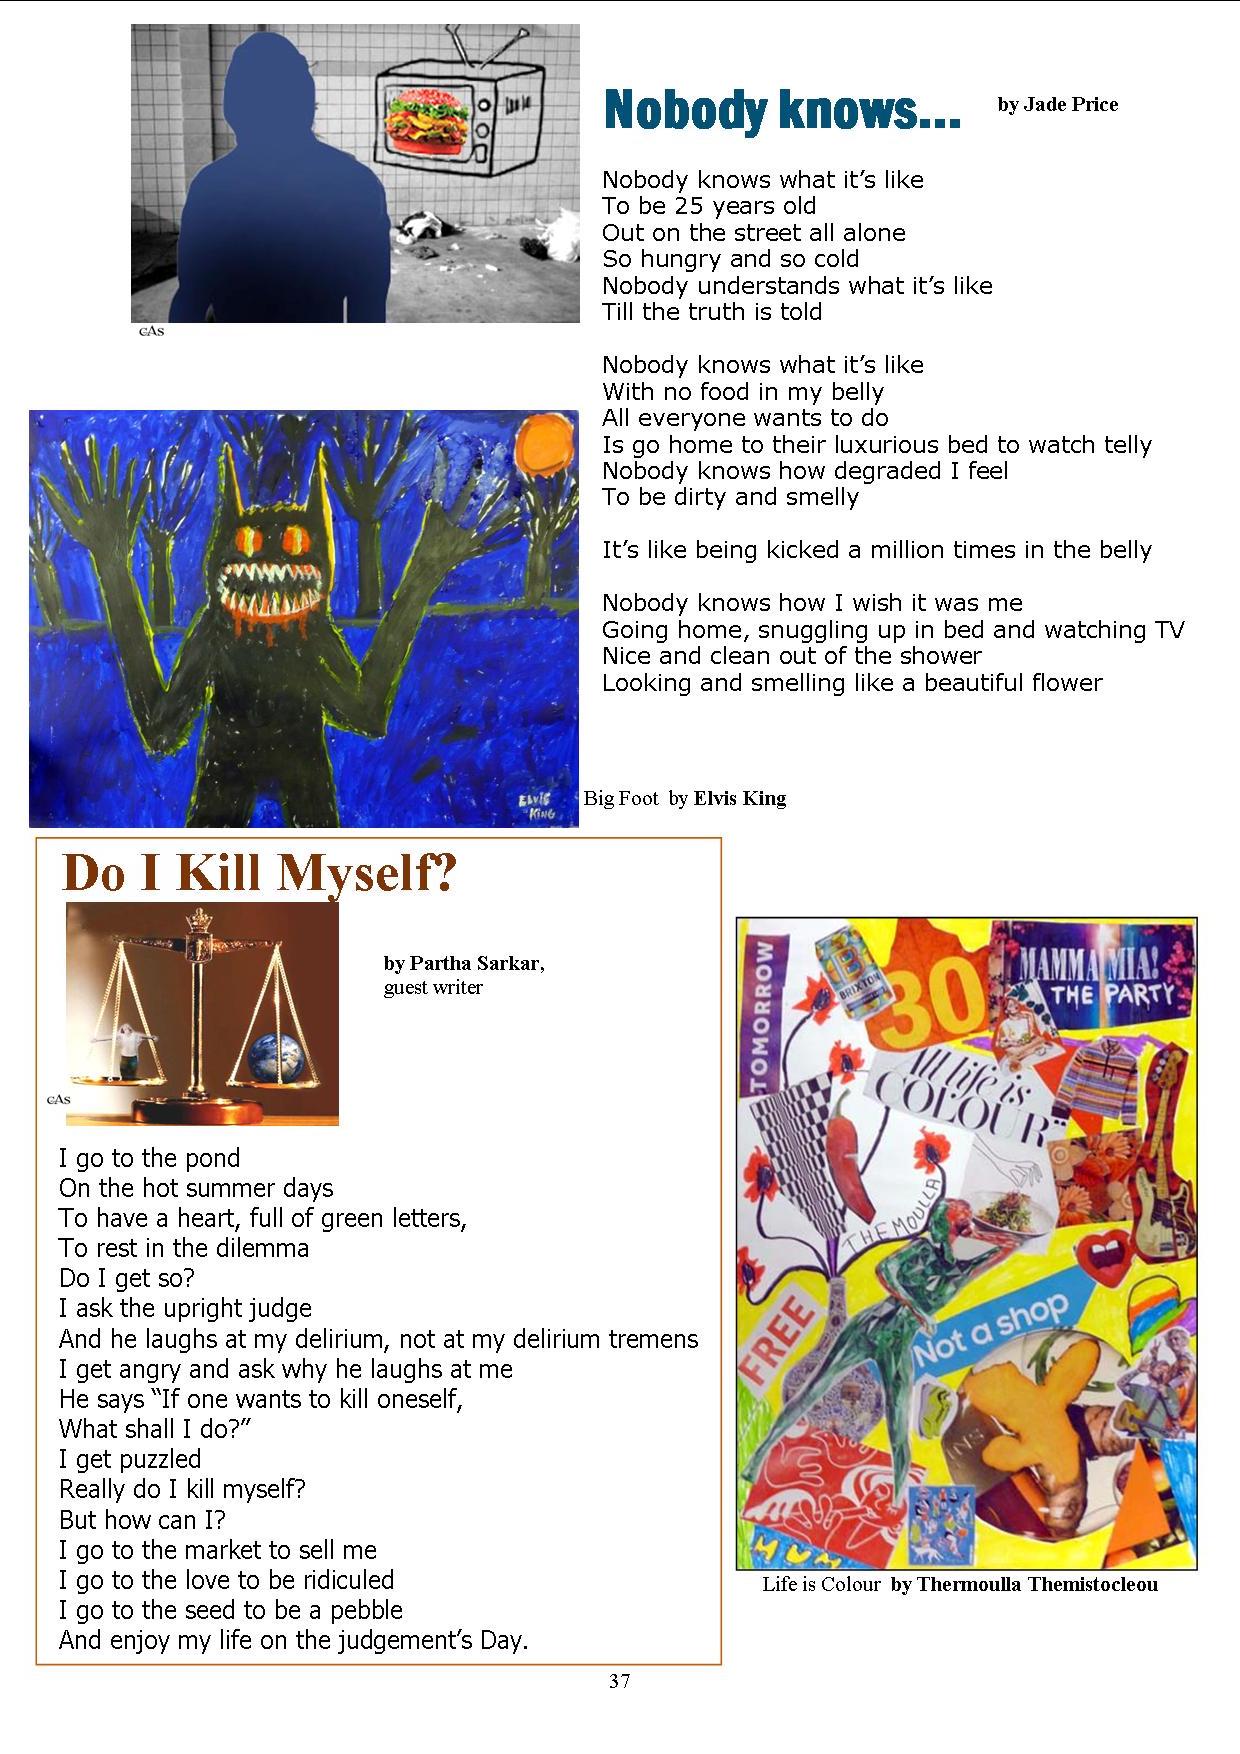 Nobody knows...
by Jade Price
Nobody knows what it’s like
To be 25 years old
Out on the street all alone
So hungry and so cold
Nobody understands what it’s like
Till the truth is told
Nobody knows what it’s like
With no food in my belly
All everyone wants to do
Is go home to their luxurious bed to watch telly
Nobody knows how degraded I feel
To be dirty and smelly
It’s like being kicked a million times in the belly
Nobody knows how I wish it was me
Going home, snuggling up in bed and watching TV
Nice and clean out of the shower
Looking and smelling like a beautiful flower
cAs
ELVIS
KING
Big Foot by Elvis King
Do I Kill Myself?
by Partha Sarkar,
guest writer
cAs
I go to the pond
On the hot summer days
To have a heart, full of green letters,
To rest in the dilemma
Do I get so?
I ask the upright judge
And he laughs at my delirium, not at my delirium tremens
I get angry and ask why he laughs at me
He says “If one wants to kill oneself,
What shall I do?”
I get puzzled
Really do I kill myself?
But how can I?
I go to the market to sell me
I go to the love to be ridiculed
I go to the seed to be a pebble
And enjoy my life on the judgement’s Day.
TOMORROW
BRIXTON
30
MAMMA MIA!
THE PARTY
All life is
COLOUR
THEMOULLA
FREE
Not a shop
HUM
Life is Colour by Thermoulla Themistocleou
37